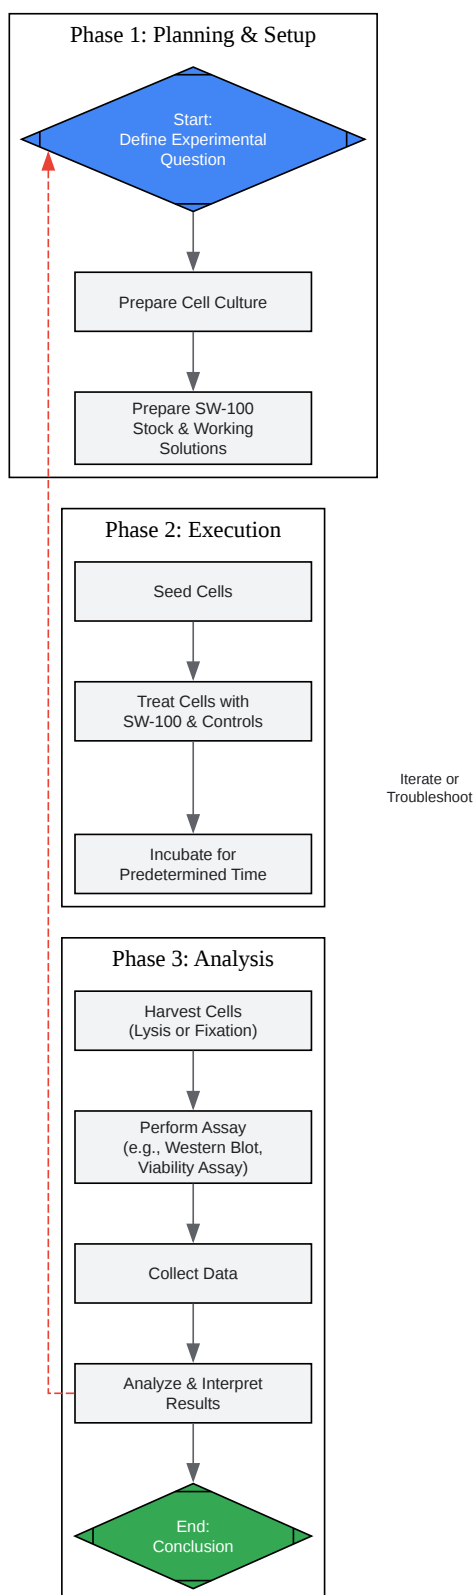 Phase 1: Planning & Setup
Start:
Define Experimental
Question
Prepare Cell Culture
Prepare SW-100
Stock & Working
Solutions
Phase 2: Execution
Seed Cells
Treat Cells with
SW-100 & Controls
Iterate or
Troubleshoot
Incubate for
Predetermined Time
Phase 3: Analysis
Harvest Cells
(Lysis or Fixation)
Perform Assay
(e.g., Western Blot,
Viability Assay)
Collect Data
Analyze & Interpret
Results
End:
Conclusion